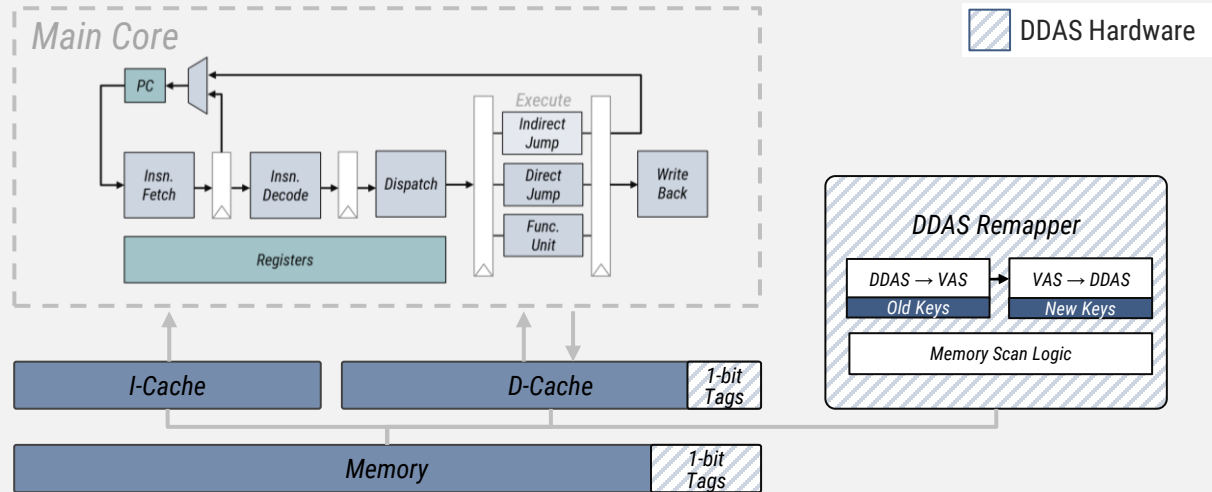 Main Core
DDAS Hardware
PC
Execute
Indirect
Jump
Insn.
Fetch
Insn.
Decode
Dispatch
Direct
Jump
Write
Back
Func.
Unit
Registers
DDAS Remapper
DDAS → VAS
VAS → DDAS
Old Keys
New Keys
Memory Scan Logic
I-Cache
D-Cache
1-bit
Tags
Memory
1-bit
Tags